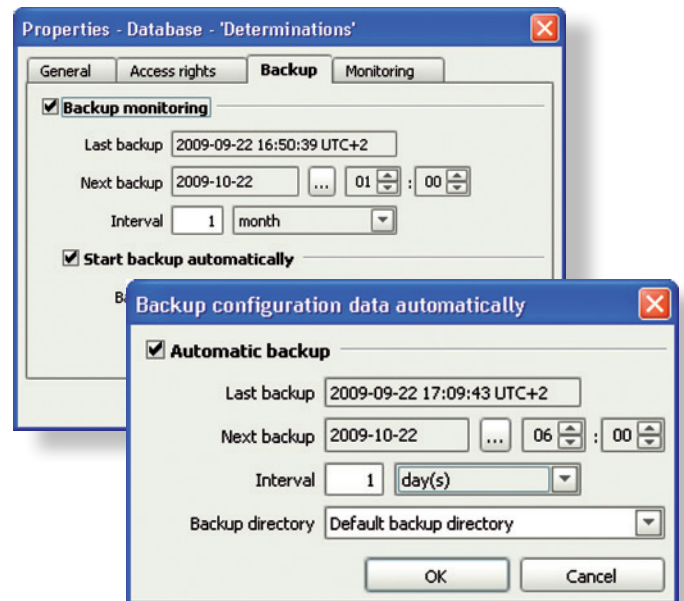 Properties - Database - 'Determinations'
General Access rights Backup Monitoring
Backup monitoring
Last backup 2009-09-22 16:50:39 UTC+2
Next backup 2009-10-22 ... 01 : 00
Interval 1 month
Start backup automatically
Backup configuration data automatically
Automatic backup
Last backup 2009-09-22 17:09:43 UTC+2
Next backup 2009-10-22 ... 06 : 00
Interval 1 day(s)
Backup directory Default backup directory
OK Cancel